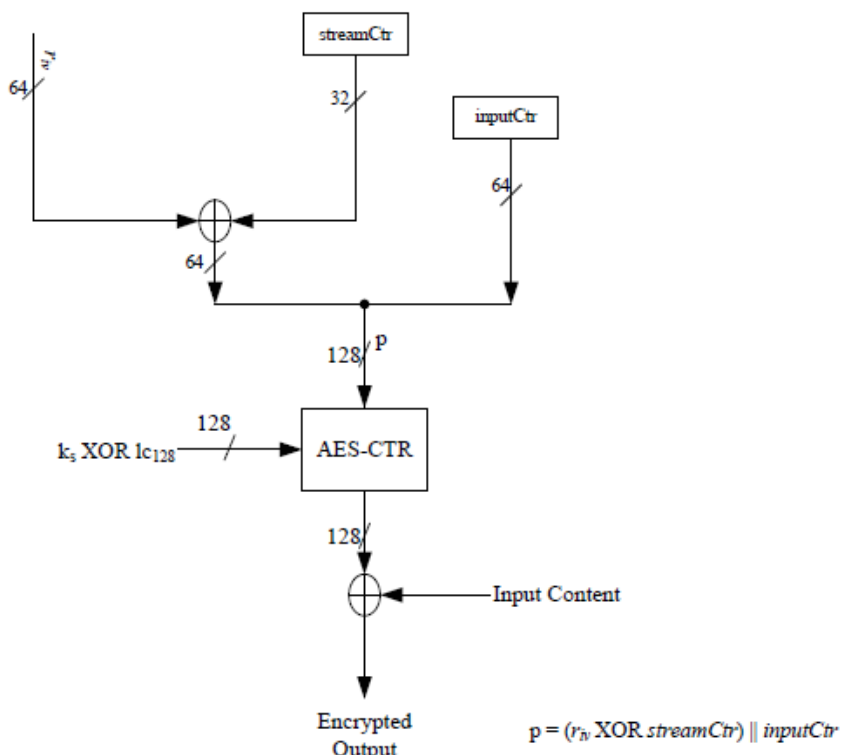 streamCtr
r_iv
64
32
inputCtr
64
64
128
p
128
k_s XOR lc_128
AES-CTR
128
Input Content
Encrypted
Output
p = (r_iv XOR streamCtr) || inputCtr